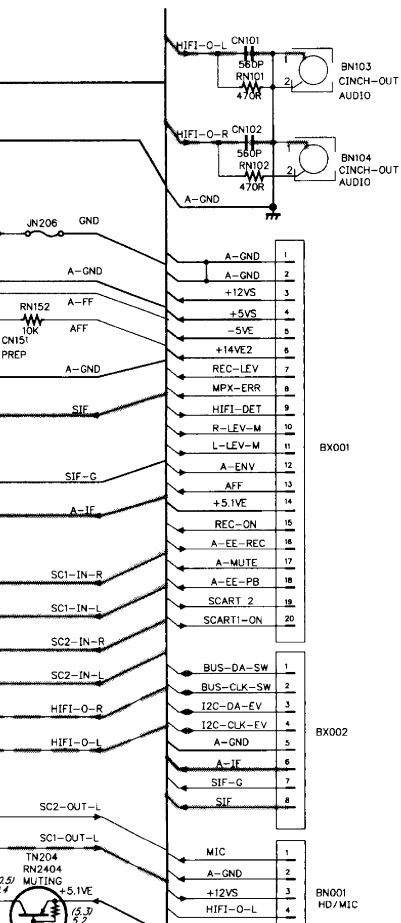 HIFI-O-L CN101
560P
RN101
470R
1
2
BN103
CINCH-OUT
AUDIO
HIFI-O-R CN102
560P
RN102
470R
1
2
BN104
CINCH-OUT
AUDIO
A-GND
JN206 GND
A-GND
RN152 A-FF
10K AFF
CN151
PREP
A-GND
SIF
SIF-G
A-IF
SC1-IN-R
SC1-IN-L
SC2-IN-R
SC2-IN-L
HIFI-O-R
HIFI-O-L
SC2-OUT-L
SC1-OUT-L
TN204
RN2404
MUTING
+5.1VE
(5.3)
5.2
A-GND 1
A-GND 2
+12VS 3
+5VS 4
-5VE 5
+14VE2 6
REC-LEV 7
MPX-ERR 8
HIFI-DET 9
R-LEV-M 10
L-LEV-M 11
A-ENV 12
AFF 13
+5.1VE 14
REC-ON 15
A-EE-REC 16
A-MUTE 17
A-EE-PB 18
SCART 2 19
SCART1-ON 20
BX001
BUS-DA-SW 1
BUS-CLK-SW 2
I2C-DA-EV 3
I2C-CLK-EV 4
A-GND 5
A-IF 6
SIF-G 7
SIF 8
BX002
MIC 1
A-GND 2
+12VS 3
HIFI-O-L 4
BN001
HD/MIC